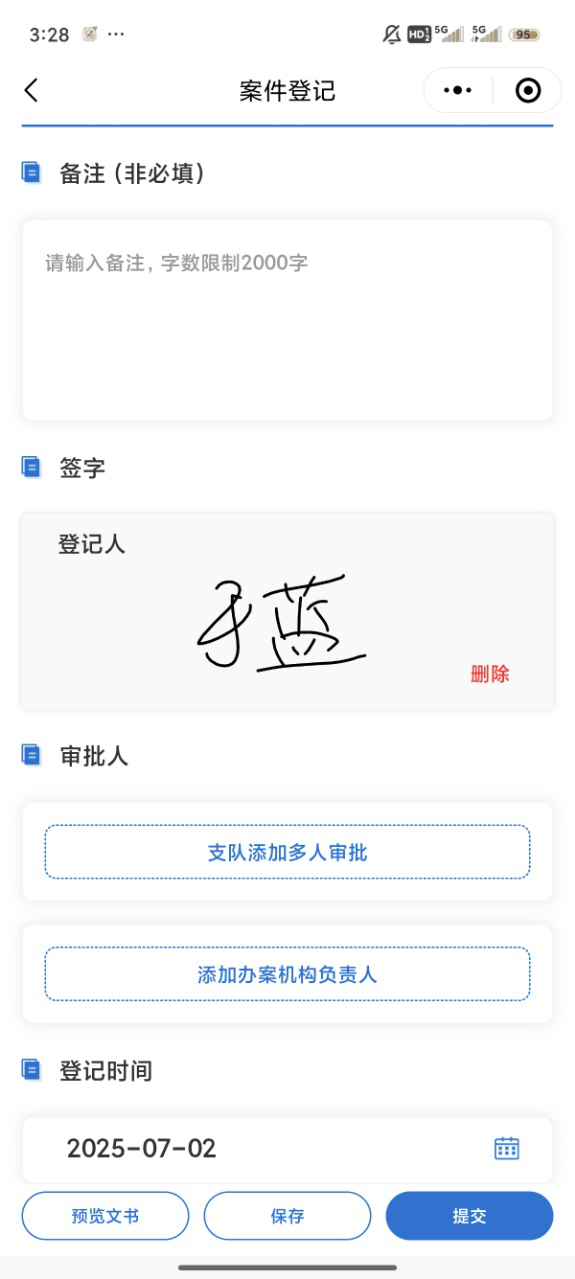 3:28 ... HD 5G 5G 95
案件登记
备注（非必填）
请输入备注, 字数限制2000字
签字
登记人
蓝
删除
审批人
支队添加多人审批
添加办案机构负责人
登记时间
2025-07-02
预览文书 保存 提交